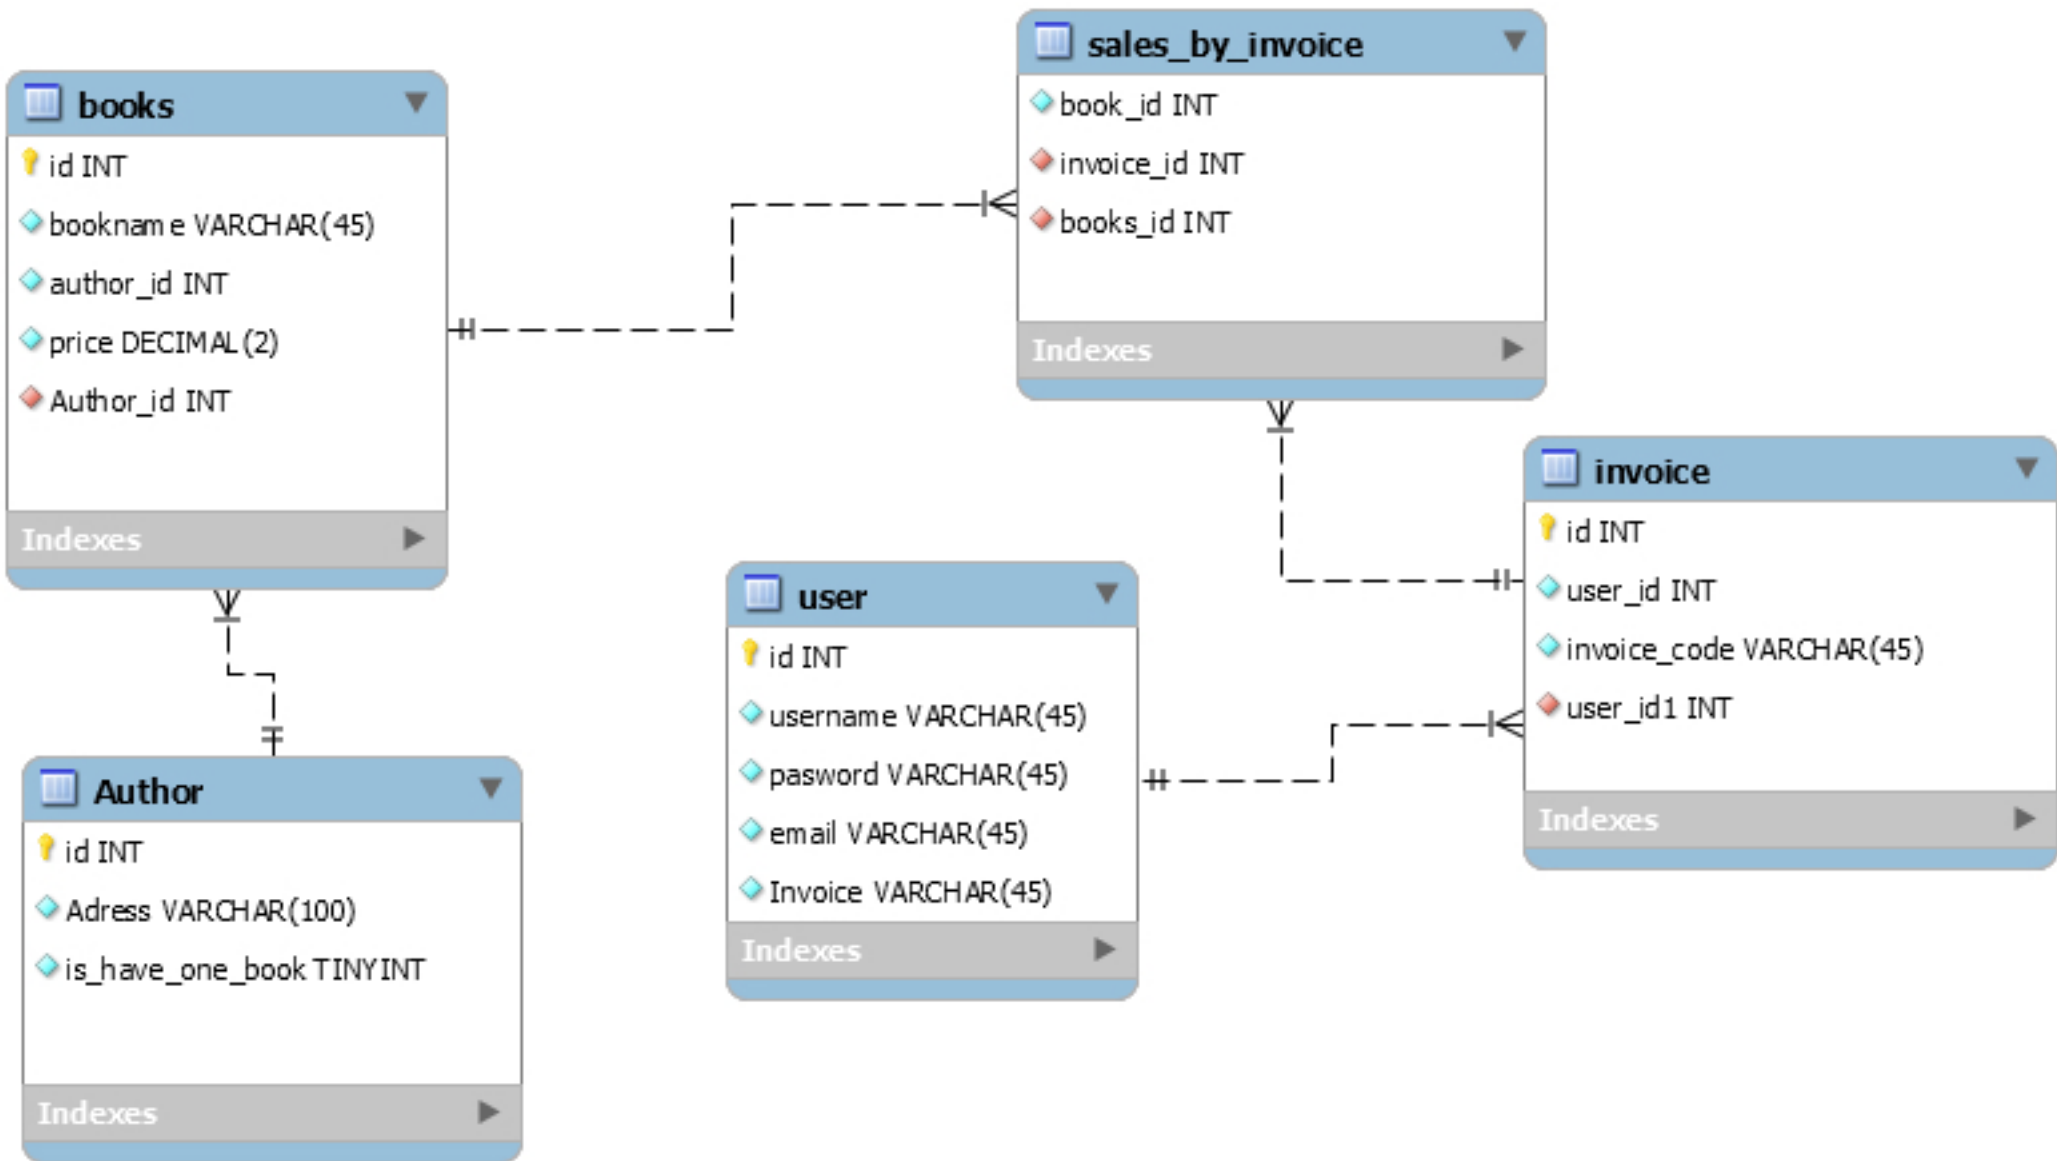 books
id INT
bookname VARCHAR(45)
author_id INT
price DECIMAL(2)
Author_id INT
Indexes
sales_by_invoice
book_id INT
invoice_id INT
books_id INT
Indexes
invoice
id INT
user_id INT
invoice_code VARCHAR(45)
user_id1 INT
Indexes
user
id INT
username VARCHAR(45)
pasword VARCHAR(45)
email VARCHAR(45)
Invoice VARCHAR(45)
Indexes
Author
id INT
Adress VARCHAR(100)
is_have_one_book TINYINT
Indexes